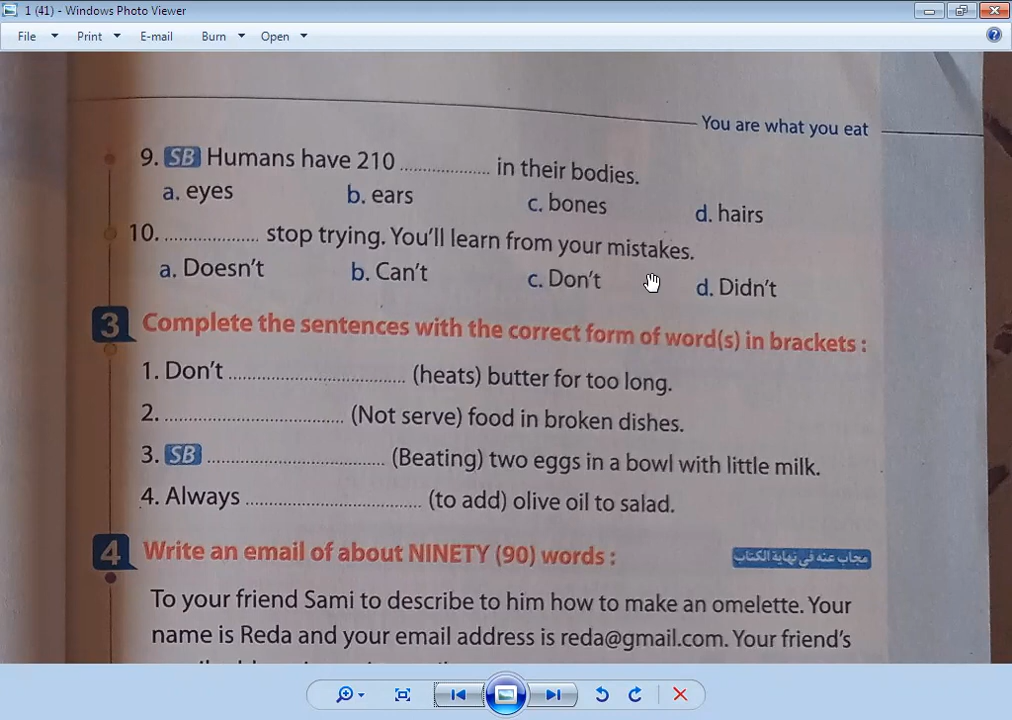 1 (41) - Windows Photo Viewer
File Print E-mail Burn Open
You are what you eat
9. SB Humans have 210 .................... in their bodies.
a. eyes b. ears c. bones d. hairs
10. .................... stop trying. You'll learn from your mistakes.
a. Doesn't b. Can't c. Don't d. Didn't
3 Complete the sentences with the correct form of word(s) in brackets :
1. Don't .................... (heats) butter for too long.
2. .................... (Not serve) food in broken dishes.
3. SB .................... (Beating) two eggs in a bowl with little milk.
4. Always .................... (to add) olive oil to salad.
4 Write an email of about NINETY (90) words :
مجاب عنه في نهاية الكتاب
To your friend Sami to describe to him how to make an omelette. Your
name is Reda and your email address is reda@gmail.com. Your friend's